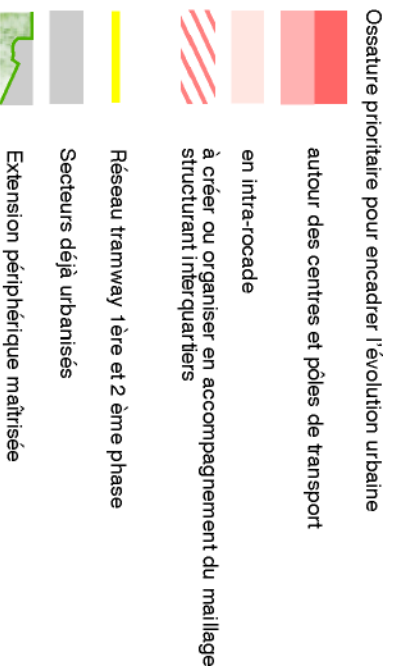 Ossature prioritaire pour encadrer l'évolution urbaine
autour des centres et pôles de transport
en intra-rocade
à créer ou organiser en accompagnement du maillage
structurant interquartiers
Réseau tramway 1ère et 2 ème phase
Secteurs déjà urbanisés
Extension périphérique maîtrisée